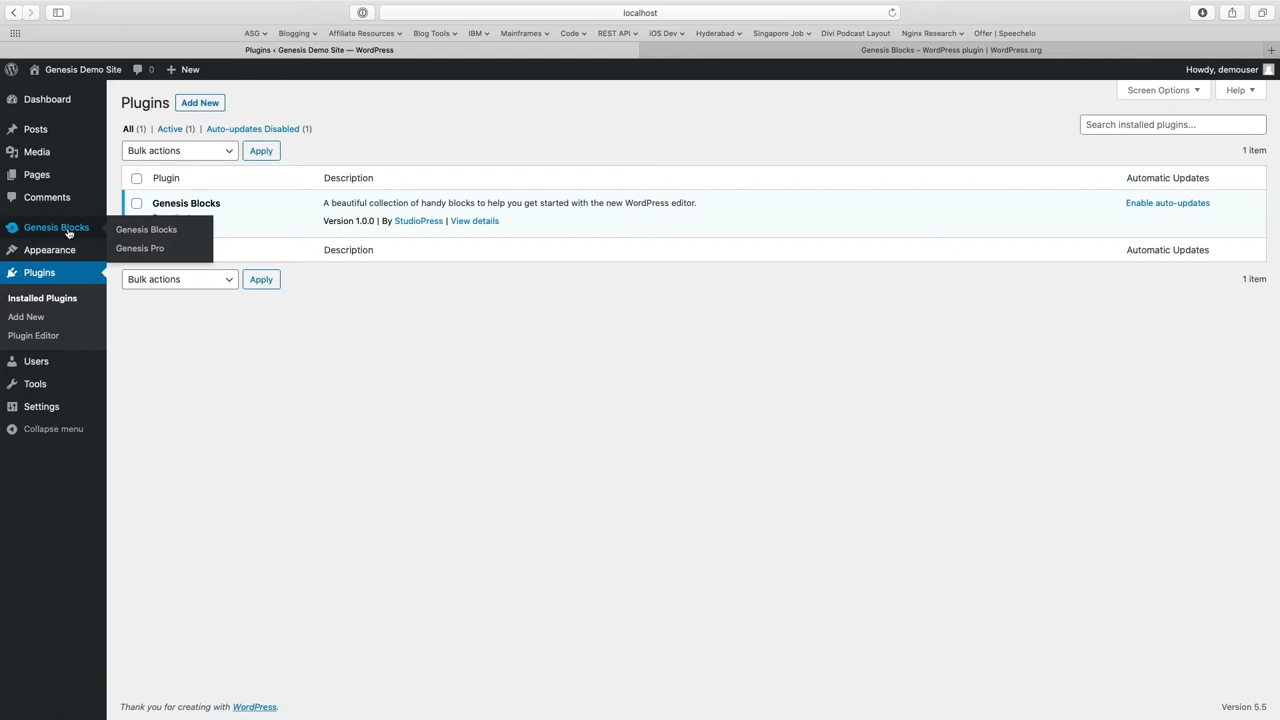 localhost
ASG Blogging Affiliate Resources Blog Tools IBM Mainframes Code REST API iOS Dev Hyderabad Singapore Job Divi Podcast Layout Nginx Research Offer | Speechelo
Plugins ‹ Genesis Demo Site — WordPress
Genesis Blocks – WordPress plugin | WordPress.org
Genesis Demo Site 0 + New
Howdy, demouser
Dashboard
Posts
Media
Pages
Comments
Genesis Blocks
Genesis Blocks
Genesis Pro
Appearance
Plugins
Installed Plugins
Add New
Plugin Editor
Users
Tools
Settings
Collapse menu
Screen Options
Help
Plugins Add New
All (1) | Active (1) | Auto-updates Disabled (1)
Search installed plugins...
Bulk actions Apply
1 item
Plugin Description Automatic Updates
Genesis Blocks A beautiful collection of handy blocks to help you get started with the new WordPress editor. Enable auto-updates
Version 1.0.0 | By StudioPress | View details
Description Automatic Updates
Bulk actions Apply
1 item
Thank you for creating with WordPress.
Version 5.5